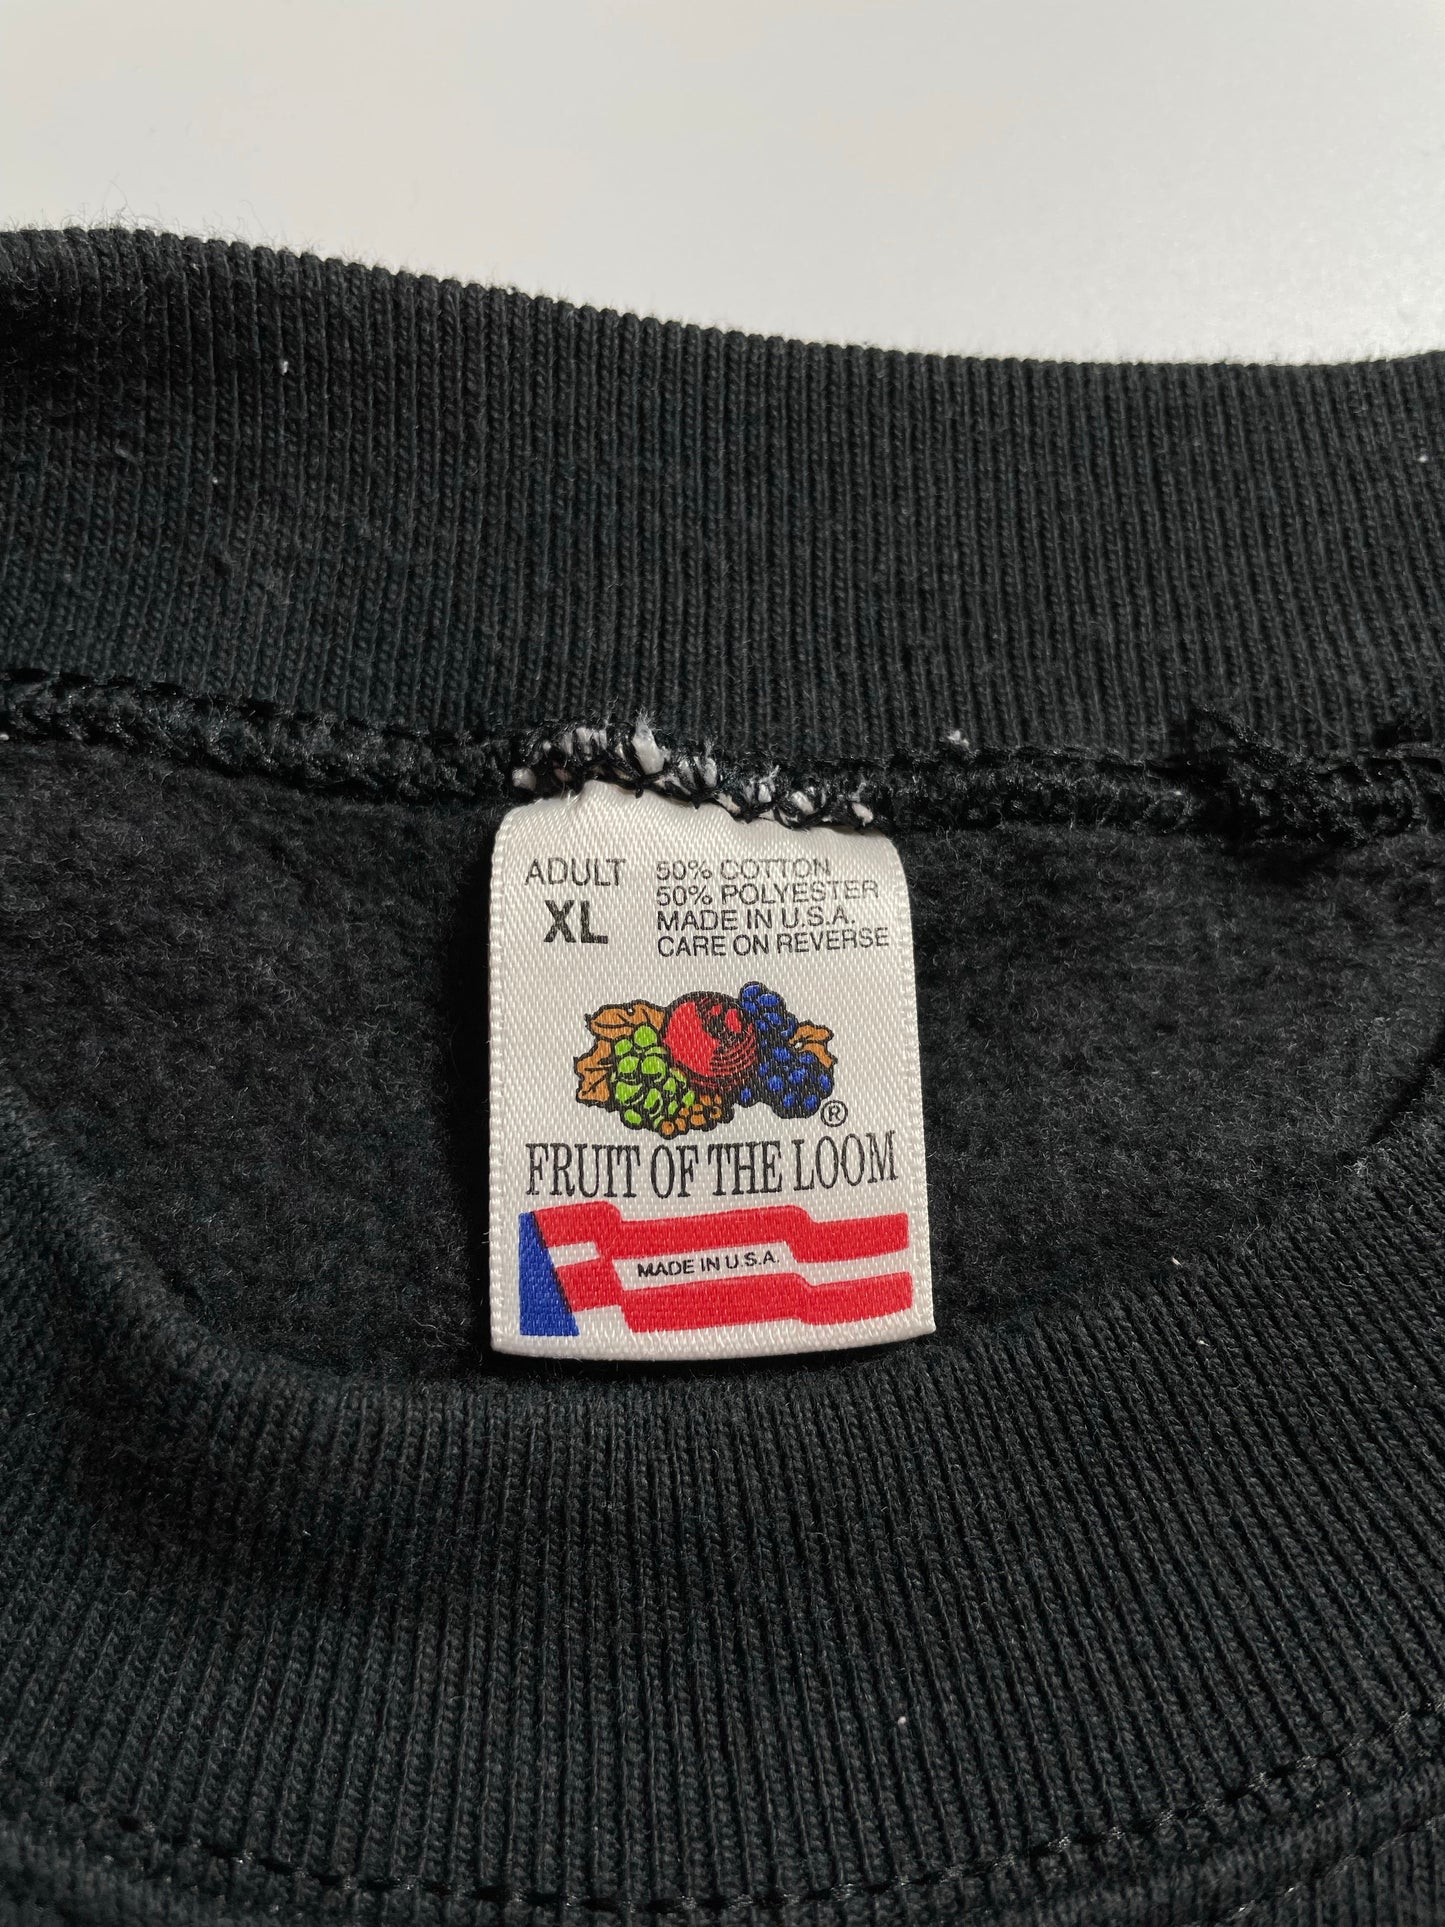 ADULT
XL
50% COTTON
50% POLYESTER
MADE IN U.S.A.
CARE ON REVERSE
®
FRUIT OF THE LOOM
MADE IN U.S.A.